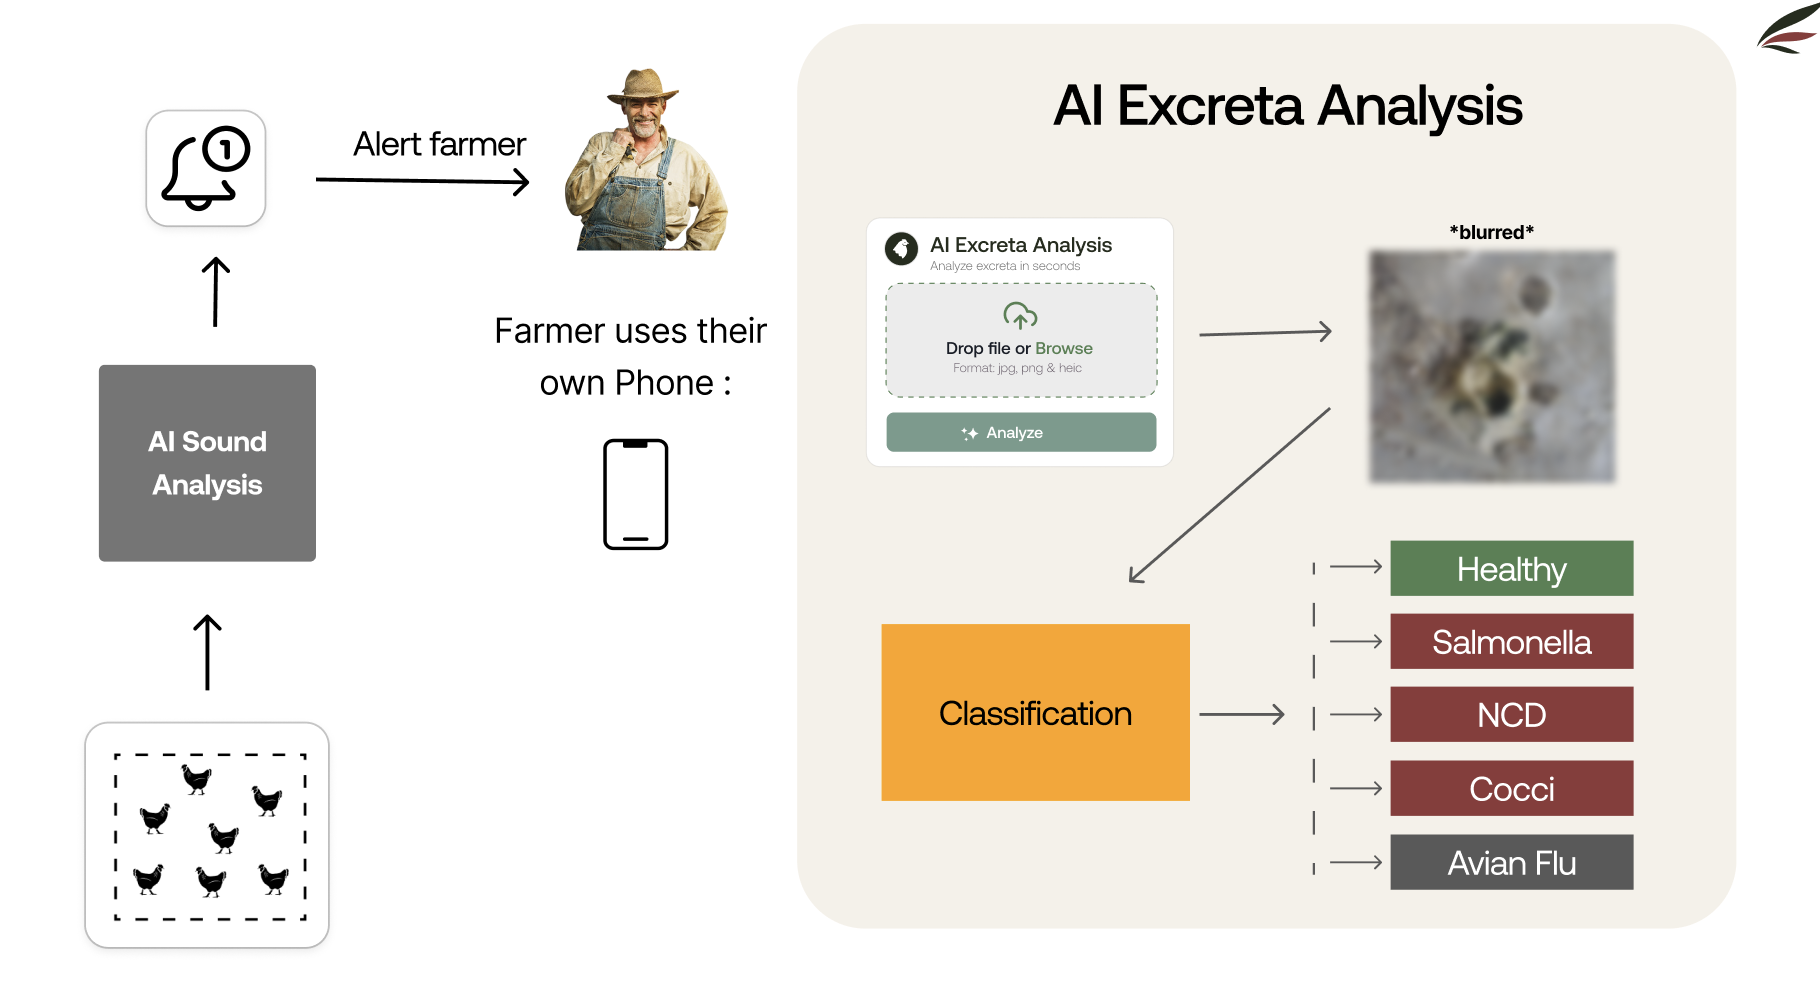 1
Alert farmer
AI Sound
Analysis
Farmer uses their
own Phone :
AI Excreta Analysis
AI Excreta Analysis
Analyze excreta in seconds
Drop file or Browse
Format: jpg, png & heic
Analyze
*blurred*
Classification
Healthy
Salmonella
NCD
Cocci
Avian Flu